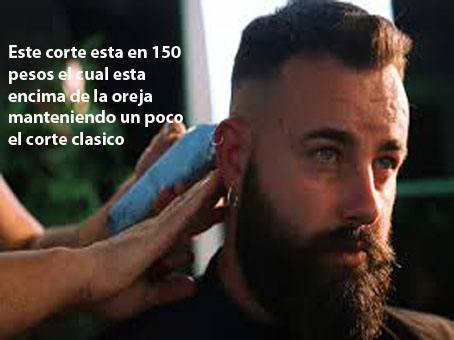 Este corte esta en 150
pesos el cual esta
encima de la oreja
manteniendo un poco
el corte clasico